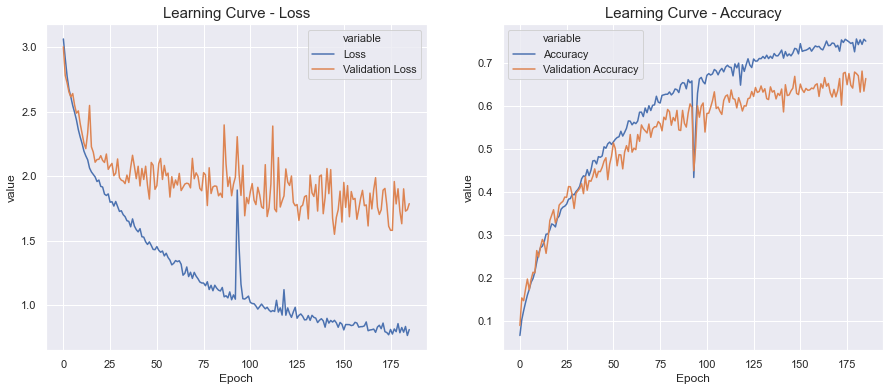 Learning Curve - Loss
variable
Loss
Validation Loss
value
3.0
2.5
2.0
1.5
1.0
0 25 50 75 100 125 150 175
Epoch
Learning Curve - Accuracy
variable
Accuracy
Validation Accuracy
value
0.7
0.6
0.5
0.4
0.3
0.2
0.1
0 25 50 75 100 125 150 175
Epoch